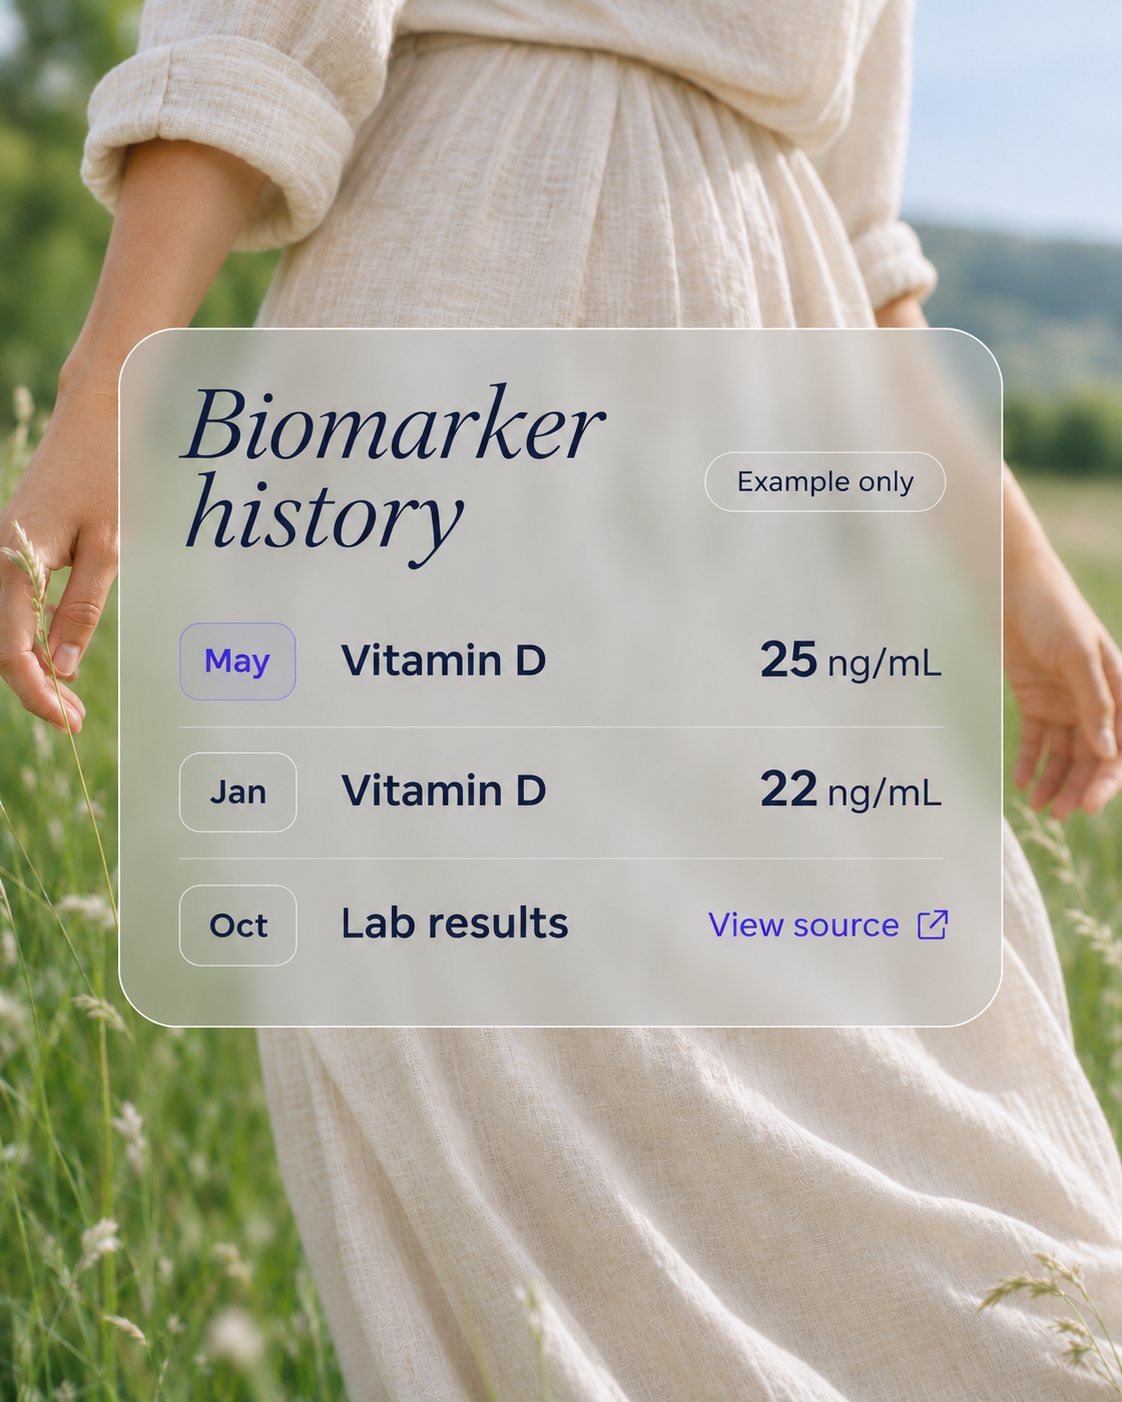 Biomarker
history
Example only
May Vitamin D 25 ng/mL
Jan Vitamin D 22 ng/mL
Oct Lab results View source